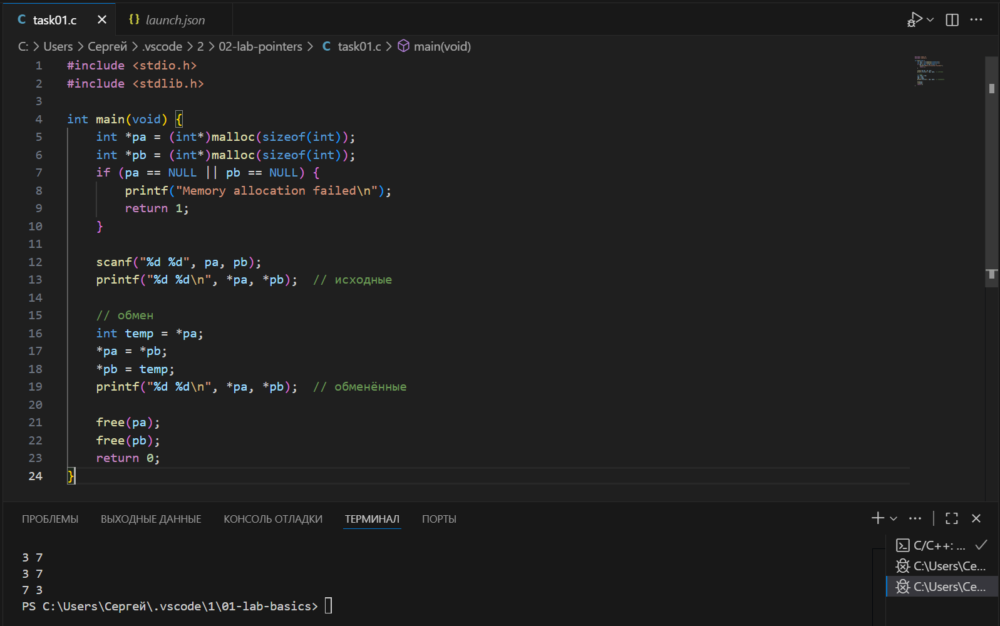 C task01.c × {} launch.json
C: > Users > Сергей > .vscode > 2 > 02-lab-pointers > C task01.c > main(void)
1 #include <stdio.h>
2 #include <stdlib.h>
3
4 int main(void) {
5 int *pa = (int*)malloc(sizeof(int));
6 int *pb = (int*)malloc(sizeof(int));
7 if (pa == NULL || pb == NULL) {
8 printf("Memory allocation failed\n");
9 return 1;
10 }
11
12 scanf("%d %d", pa, pb);
13 printf("%d %d\n", *pa, *pb); // исходные
14
15 // обмен
16 int temp = *pa;
17 *pa = *pb;
18 *pb = temp;
19 printf("%d %d\n", *pa, *pb); // обменённые
20
21 free(pa);
22 free(pb);
23 return 0;
24 }
ПРОБЛЕМЫ ВЫХОДНЫЕ ДАННЫЕ КОНСОЛЬ ОТЛАДКИ ТЕРМИНАЛ ПОРТЫ
3 7
3 7
7 3
PS C:\Users\Сергей\.vscode\1\01-lab-basics>
C/C++: ...
C:\Users\Се...
C:\Users\Се...